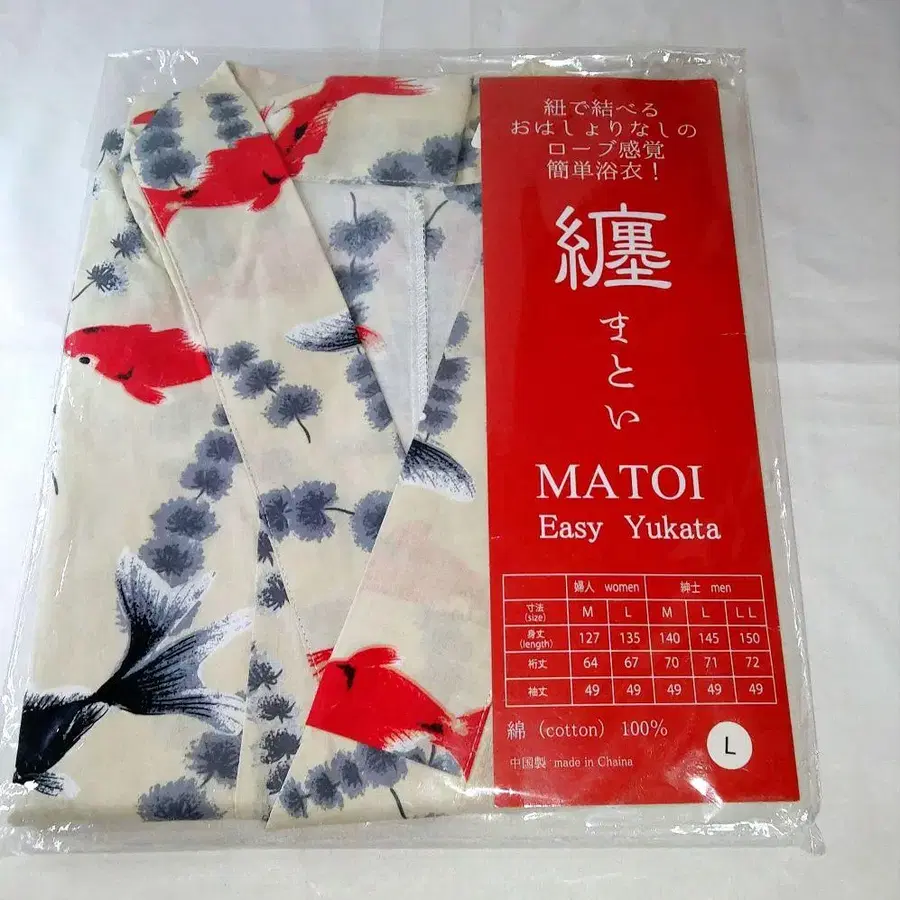 紐で結べる
おはしょりなしの
ローブ感覚
簡単浴衣！
纏
まとい
MATOI
Easy Yukata
婦人 women 紳士 men
寸法 (size) M L M L LL
身丈 (length) 127 135 140 145 150
裄丈 64 67 70 71 72
袖丈 49 49 49 49 49
綿 (cotton) 100%
中国製 made in Chaina
L